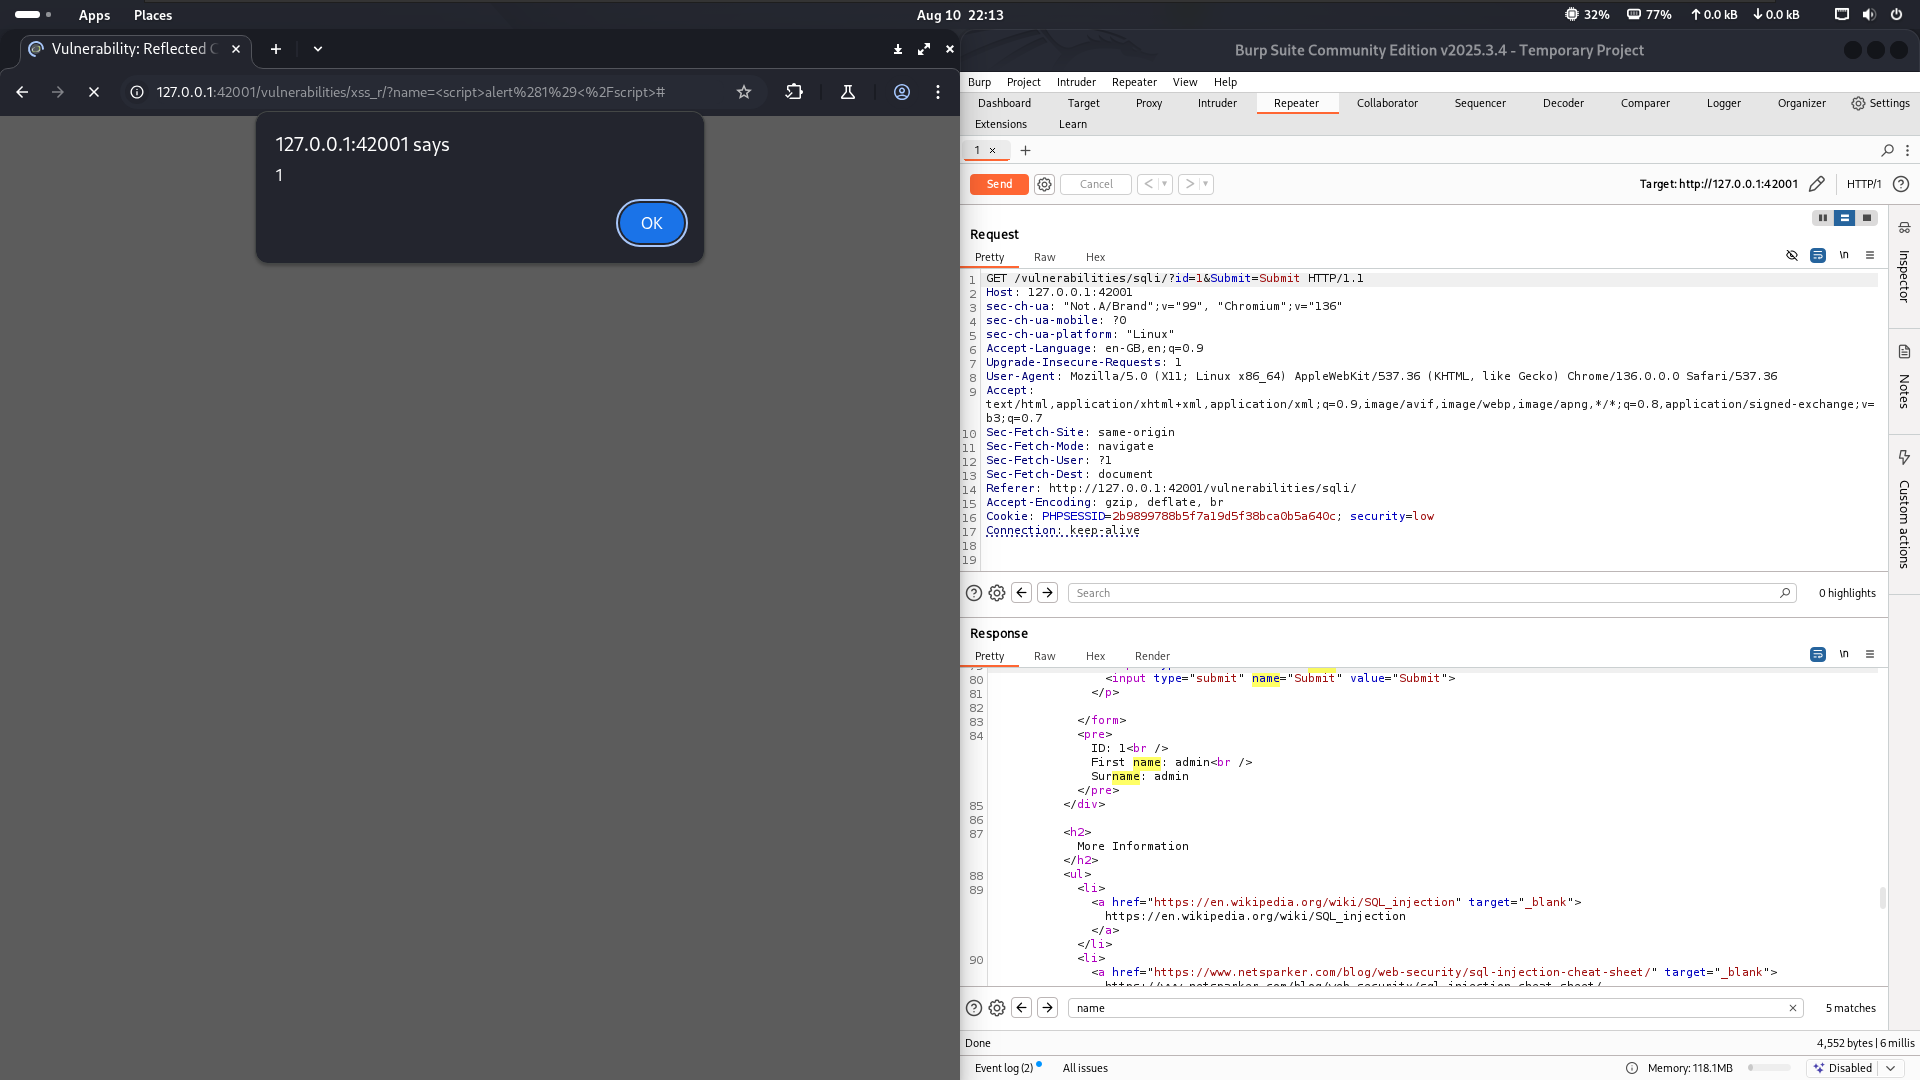 Apps Places Aug 10 22:13 32% 77% 0.0 kB 0.0 kB
Vulnerability: Reflected
127.0.0.1:42001/vulnerabilities/xss_r/?name=<script>alert%281%29<%2Fscript>#
127.0.0.1:42001 says
1
OK
Burp Suite Community Edition v2025.3.4 - Temporary Project
Burp Project Intruder Repeater View Help
Dashboard Target Proxy Intruder Repeater Collaborator Sequencer Decoder Comparer Logger Organizer Settings
Extensions Learn
1 × +
Send Cancel < > Target: http://127.0.0.1:42001 HTTP/1
Request
Pretty Raw Hex \n
1 GET /vulnerabilities/sqli/?id=1&Submit=Submit HTTP/1.1
2 Host: 127.0.0.1:42001
3 sec-ch-ua: "Not.A/Brand";v="99", "Chromium";v="136"
4 sec-ch-ua-mobile: ?0
5 sec-ch-ua-platform: "Linux"
6 Accept-Language: en-GB,en;q=0.9
7 Upgrade-Insecure-Requests: 1
8 User-Agent: Mozilla/5.0 (X11; Linux x86_64) AppleWebKit/537.36 (KHTML, like Gecko) Chrome/136.0.0.0 Safari/537.36
9 Accept:
text/html,application/xhtml+xml,application/xml;q=0.9,image/avif,image/webp,image/apng,*/*;q=0.8,application/signed-exchange;v=
b3;q=0.7
10 Sec-Fetch-Site: same-origin
11 Sec-Fetch-Mode: navigate
12 Sec-Fetch-User: ?1
13 Sec-Fetch-Dest: document
14 Referer: http://127.0.0.1:42001/vulnerabilities/sqli/
15 Accept-Encoding: gzip, deflate, br
16 Cookie: PHPSESSID=2b9899788b5f7a19d5f38bca0b5a640c; security=low
17 Connection: keep-alive
18
19
Search 0 highlights
Inspector
Notes
Custom actions
Response
Pretty Raw Hex Render \n
80 <input type="submit" name="Submit" value="Submit">
81 </p>
82
83 </form>
84 <pre>
ID: 1<br />
First name: admin<br />
Surname: admin
</pre>
85 </div>
86
87 <h2>
More Information
</h2>
88 <ul>
89 <li>
<a href="https://en.wikipedia.org/wiki/SQL_injection" target="_blank">
https://en.wikipedia.org/wiki/SQL_injection
</a>
</li>
90 <li>
<a href="https://www.netsparker.com/blog/web-security/sql-injection-cheat-sheet/" target="_blank">
https://www.netsparker.com/blog/web-security/sql-injection-cheat-sheet/
name 5 matches
Done 4,552 bytes | 6 millis
Event log (2) All issues Memory: 118.1MB Disabled